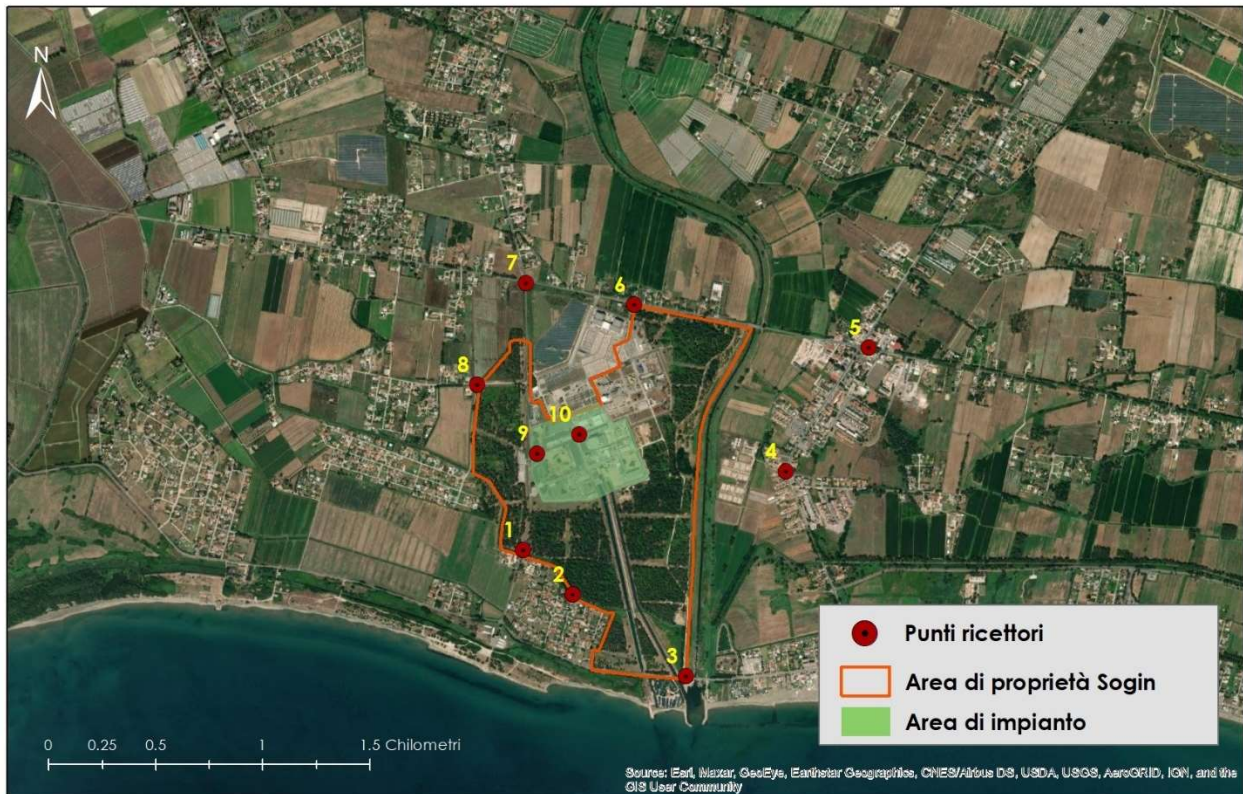 N
7
6
5
8
10
9
4
1
2
3
Punti ricettori
Area di proprietà Sogin
Area di impianto
0 0.25 0.5 1 1.5 Chilometri
Source: Esri, Maxar, GeoEye, Earthstar Geographics, CNES/Airbus DS, USDA, USGS, AeroGRID, IGN, and the
GIS User Community